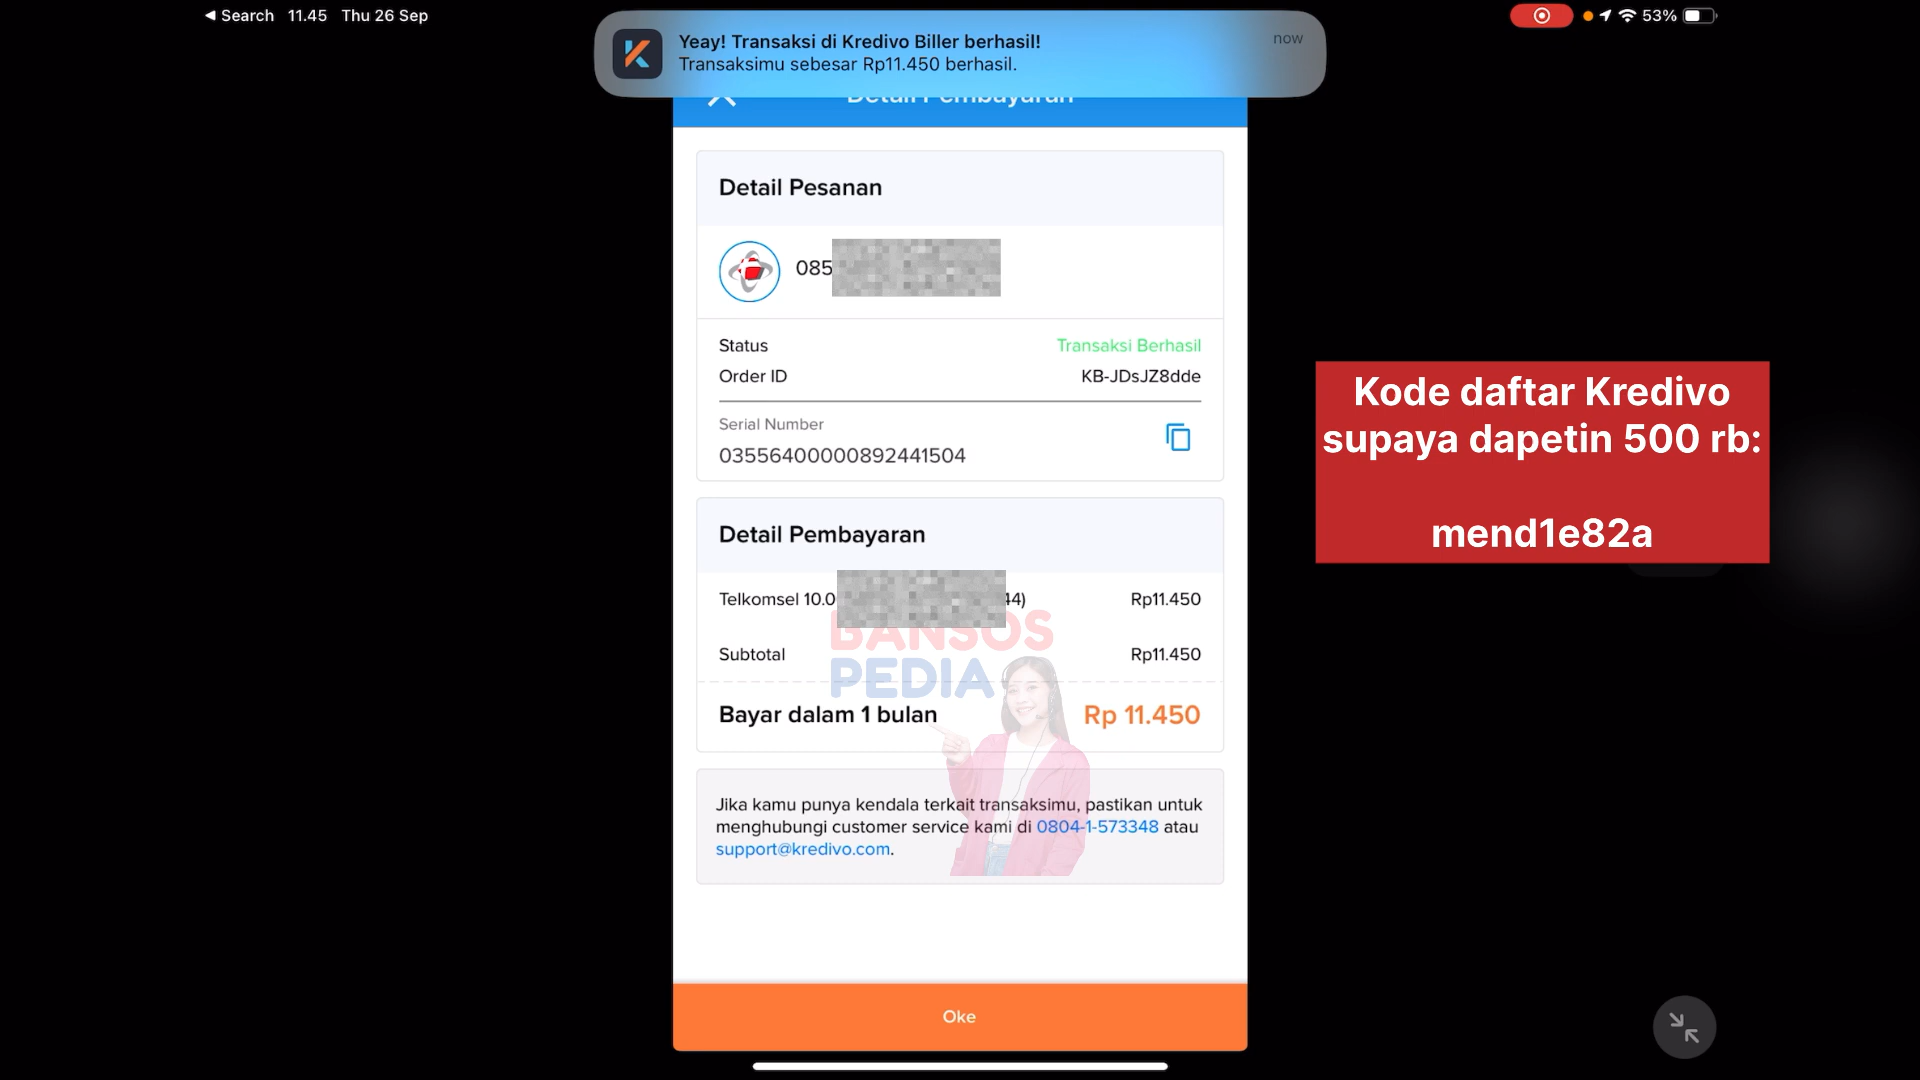 Search 11.45 Thu 26 Sep
53%
Yeay! Transaksi di Kredivo Biller berhasil!
now
Transaksimu sebesar Rp11.450 berhasil.
Detail Pembayaran
Detail Pesanan
085
Status Transaksi Berhasil
Order ID KB-JDsJZ8dde
Serial Number
03556400000892441504
Kode daftar Kredivo
supaya dapetin 500 rb:
mend1e82a
Detail Pembayaran
Telkomsel 10.0 44) Rp11.450
BANSOS
Subtotal Rp11.450
PEDIA
Bayar dalam 1 bulan Rp 11.450
Jika kamu punya kendala terkait transaksimu, pastikan untuk
menghubungi customer service kami di 0804-1-573348 atau
support@kredivo.com.
Oke